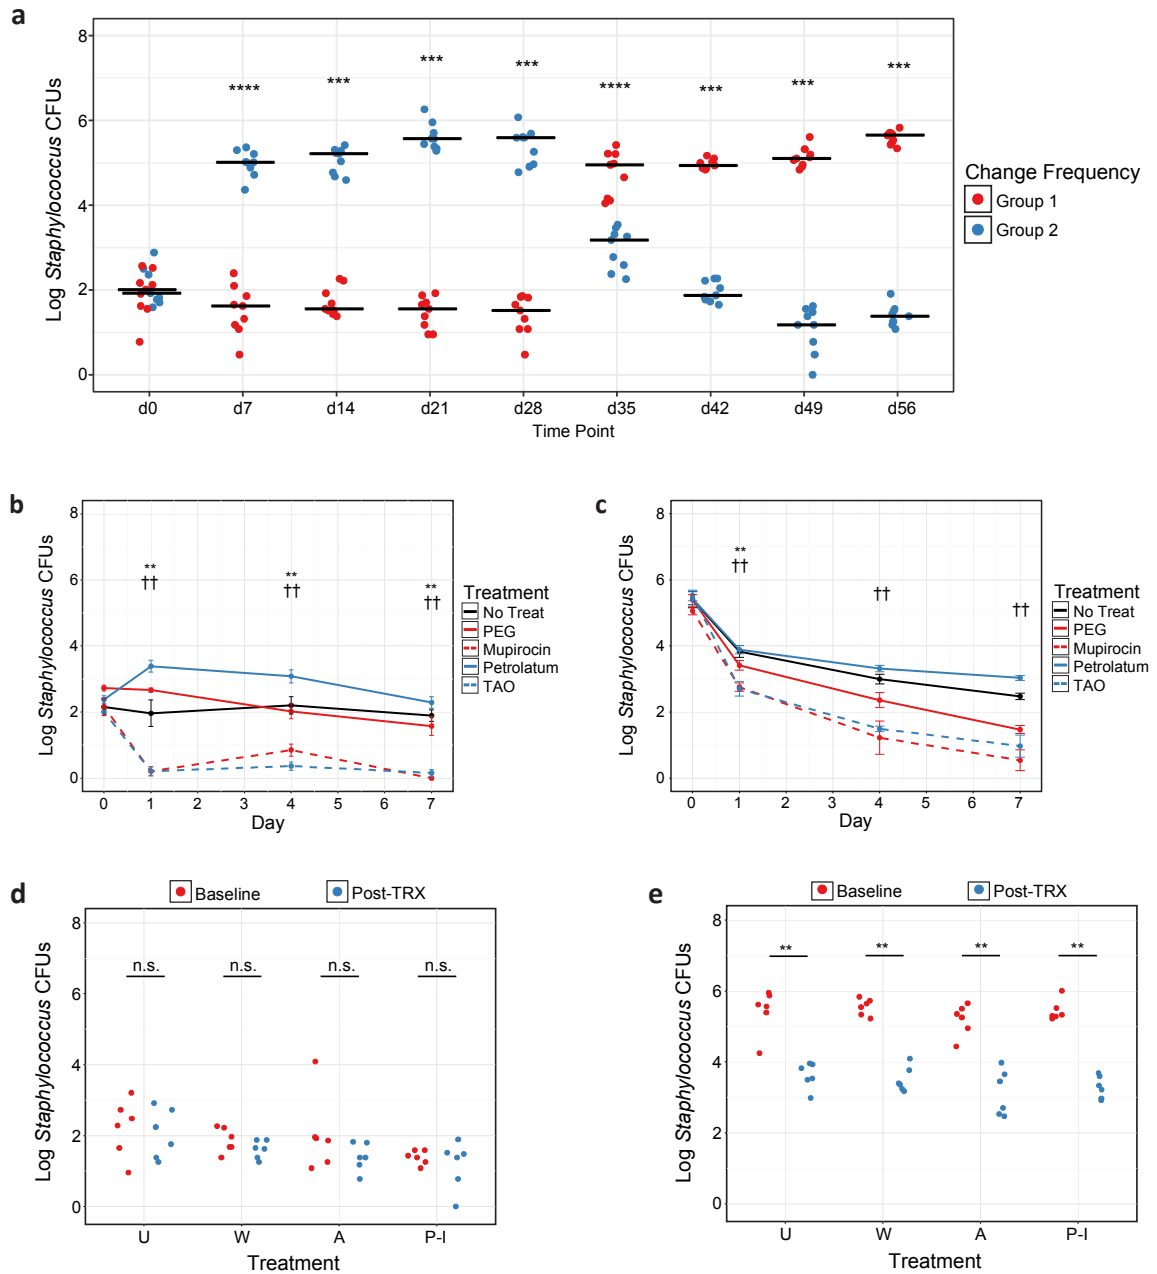 a
Log Staphylococcus CFUs
8
6
4
2
0
**** *** *** *** **** *** *** ***
d0 d7 d14 d21 d28 d35 d42 d49 d56
Time Point
Change Frequency
Group 1
Group 2
b
Log Staphylococcus CFUs
8
6
4
2
0
** ** **
†† †† ††
0 1 2 3 4 5 6 7
Day
Treatment
No Treat
PEG
Mupirocin
Petrolatum
TAO
c
Log Staphylococcus CFUs
8
6
4
2
0
**
†† †† ††
0 1 2 3 4 5 6 7
Day
Treatment
No Treat
PEG
Mupirocin
Petrolatum
TAO
d
Baseline Post-TRX
Log Staphylococcus CFUs
8
6
4
2
0
n.s. n.s. n.s. n.s.
U W A P-I
Treatment
e
Baseline Post-TRX
Log Staphylococcus CFUs
8
6
4
2
0
** ** ** **
U W A P-I
Treatment